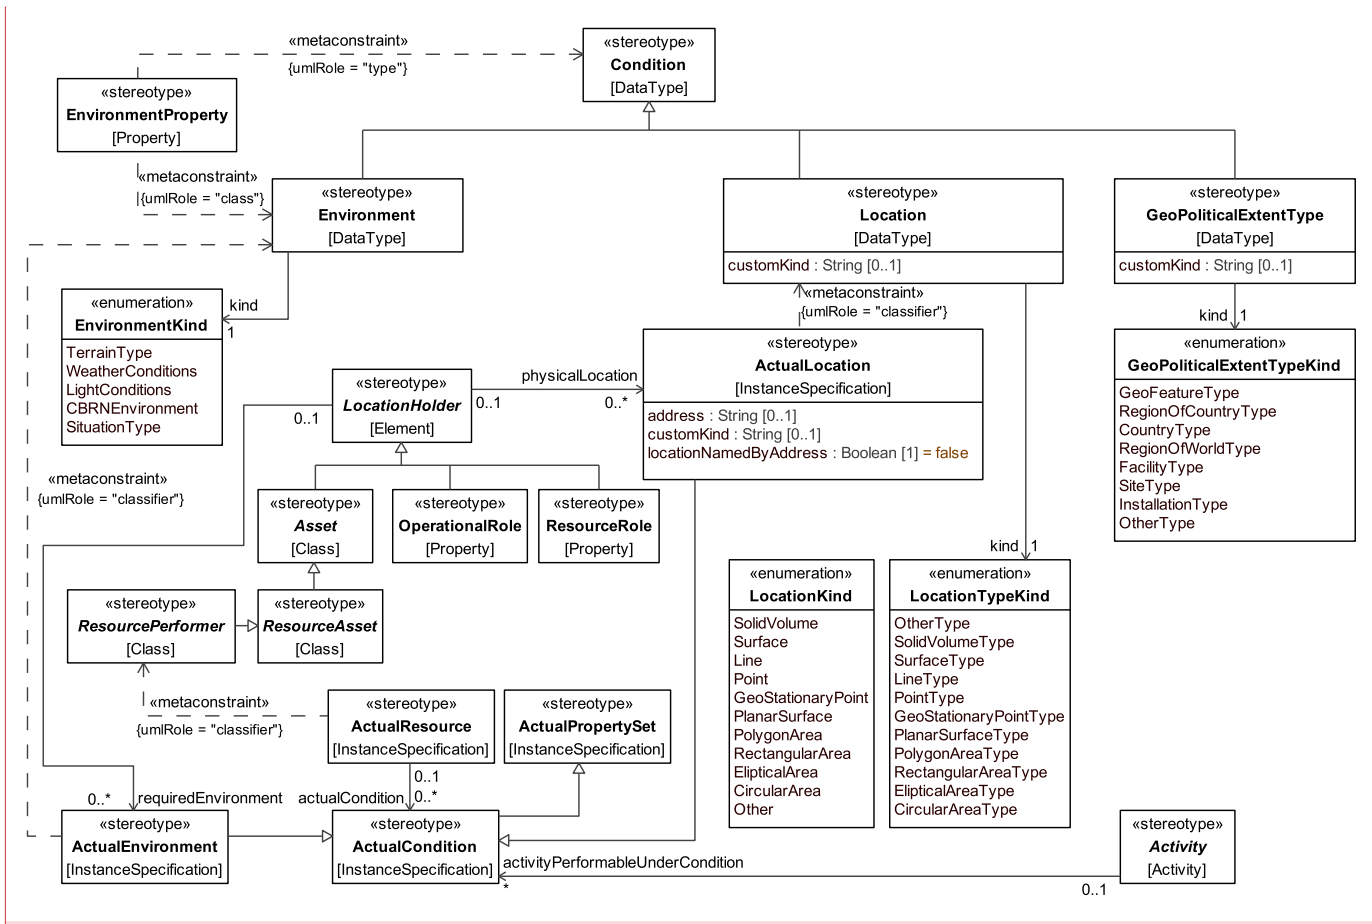 «metaconstraint»
{umlRole = "type"}
«stereotype»
Condition
[DataType]
«stereotype»
EnvironmentProperty
[Property]
«metaconstraint»
{umlRole = "class"}
«stereotype»
Environment
[DataType]
«stereotype»
Location
[DataType]
customKind : String [0..1]
«stereotype»
GeoPoliticalExtentType
[DataType]
customKind : String [0..1]
«enumeration»
EnvironmentKind
TerrainType
WeatherConditions
LightConditions
CBRNEnvironment
SituationType
kind
1
«metaconstraint»
{umlRole = "classifier"}
kind 1
«stereotype»
ActualLocation
[InstanceSpecification]
address : String [0..1]
customKind : String [0..1]
locationNamedByAddress : Boolean [1] = false
«enumeration»
GeoPoliticalExtentTypeKind
GeoFeatureType
RegionOfCountryType
CountryType
RegionOfWorldType
FacilityType
SiteType
InstallationType
OtherType
«stereotype»
LocationHolder
[Element]
physicalLocation
0..1
0..*
0..1
«metaconstraint»
{umlRole = "classifier"}
«stereotype»
Asset
[Class]
«stereotype»
OperationalRole
[Property]
«stereotype»
ResourceRole
[Property]
kind 1
«enumeration»
LocationKind
SolidVolume
Surface
Line
Point
GeoStationaryPoint
PlanarSurface
PolygonArea
RectangularArea
ElipticalArea
CircularArea
Other
«enumeration»
LocationTypeKind
OtherType
SolidVolumeType
SurfaceType
LineType
PointType
GeoStationaryPointType
PlanarSurfaceType
PolygonAreaType
RectangularAreaType
ElipticalAreaType
CircularAreaType
«stereotype»
ResourcePerformer
[Class]
«stereotype»
ResourceAsset
[Class]
«metaconstraint»
{umlRole = "classifier"}
«stereotype»
ActualResource
[InstanceSpecification]
«stereotype»
ActualPropertySet
[InstanceSpecification]
0..1
0..*
requiredEnvironment
actualCondition
0..*
«stereotype»
ActualEnvironment
[InstanceSpecification]
«stereotype»
ActualCondition
[InstanceSpecification]
activityPerformableUnderCondition
*
0..1
«stereotype»
Activity
[Activity]